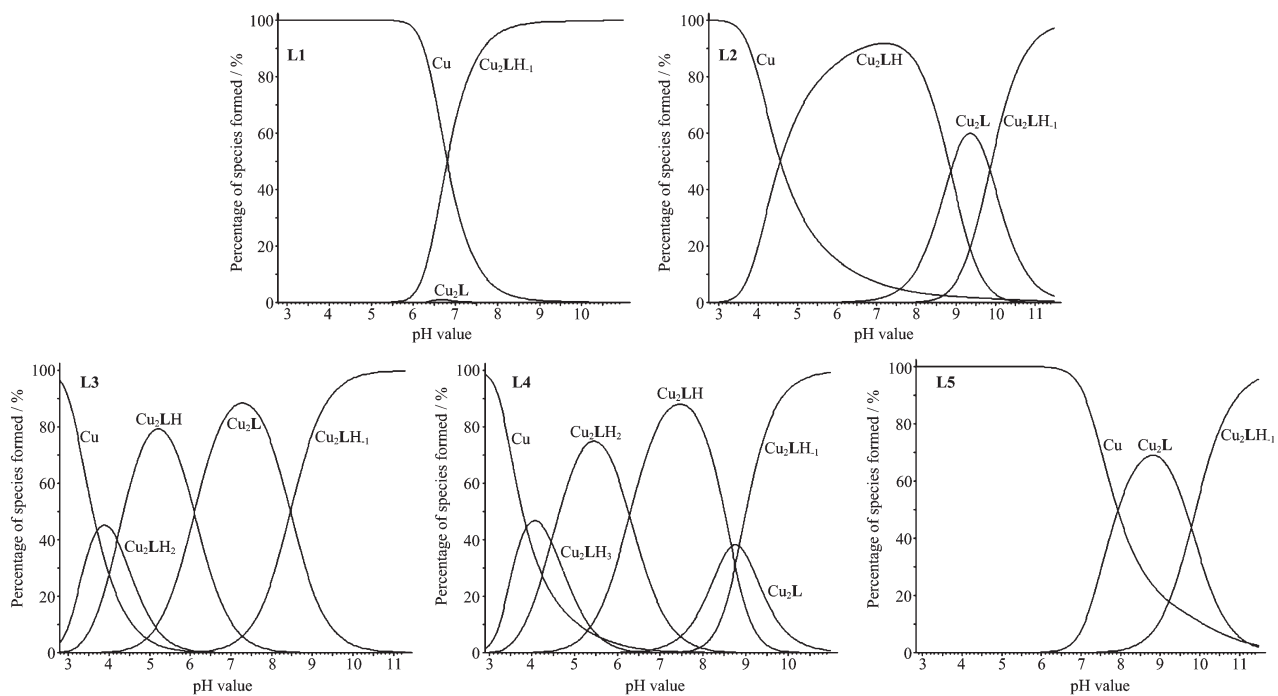 Percentage of species formed / %
100
80
60
40
20
0
L1
Cu
Cu₂LH₋₁
Cu₂L
3 4 5 6 7 8 9 10
pH value
Percentage of species formed / %
100
80
60
40
20
0
L2
Cu
Cu₂LH
Cu₂L
Cu₂LH₋₁
3 4 5 6 7 8 9 10 11
pH value
Percentage of species formed / %
100
80
60
40
20
0
L3
Cu
Cu₂LH
Cu₂L
Cu₂LH₋₁
Cu₂LH₂
3 4 5 6 7 8 9 10 11
pH value
Percentage of species formed / %
100
80
60
40
20
0
L4
Cu
Cu₂LH
Cu₂LH₂
Cu₂LH₋₁
Cu₂LH₃
Cu₂L
3 4 5 6 7 8 9 10
pH value
Percentage of species formed / %
100
80
60
40
20
0
L5
Cu
Cu₂L
Cu₂LH₋₁
3 4 5 6 7 8 9 10 11
pH value